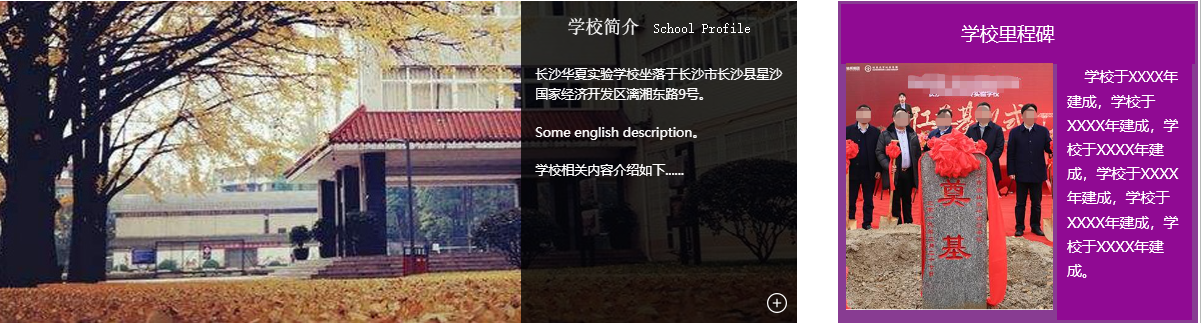 学校简介 School Profile
长沙华夏实验学校坐落于长沙市长沙县星沙
国家经济开发区漓湘东路9号。
Some english description。
学校相关内容介绍如下......
学校里程碑
学校于XXXX年
建成，学校于
XXXX年建成，学
校于XXXX年建
成，学校于XXXX
年建成，学校于
XXXX年建成，学
校于XXXX年建
成。
奠
基